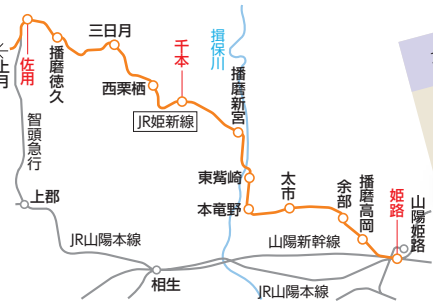 三日月
千本
揖保川
佐用
播磨徳久
上月
西栗栖
播磨新宮
JR姫新線
智頭急行
東觜崎
太市
余部
播磨高岡
姫路
山陽姫路
上郡
本竜野
JR山陽本線
山陽新幹線
相生
JR山陽本線